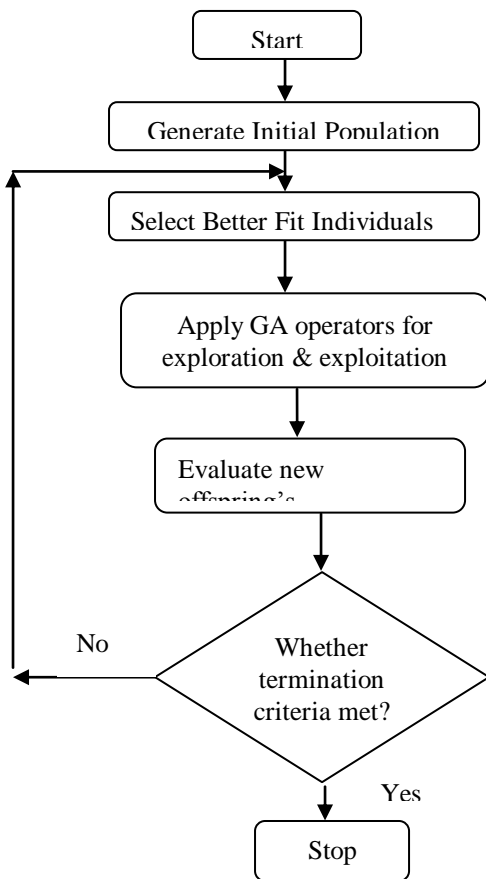 Start
Generate Initial Population
Select Better Fit Individuals
Apply GA operators for
exploration & exploitation
Evaluate new
offspring's
No
Whether
termination
criteria met?
Yes
Stop